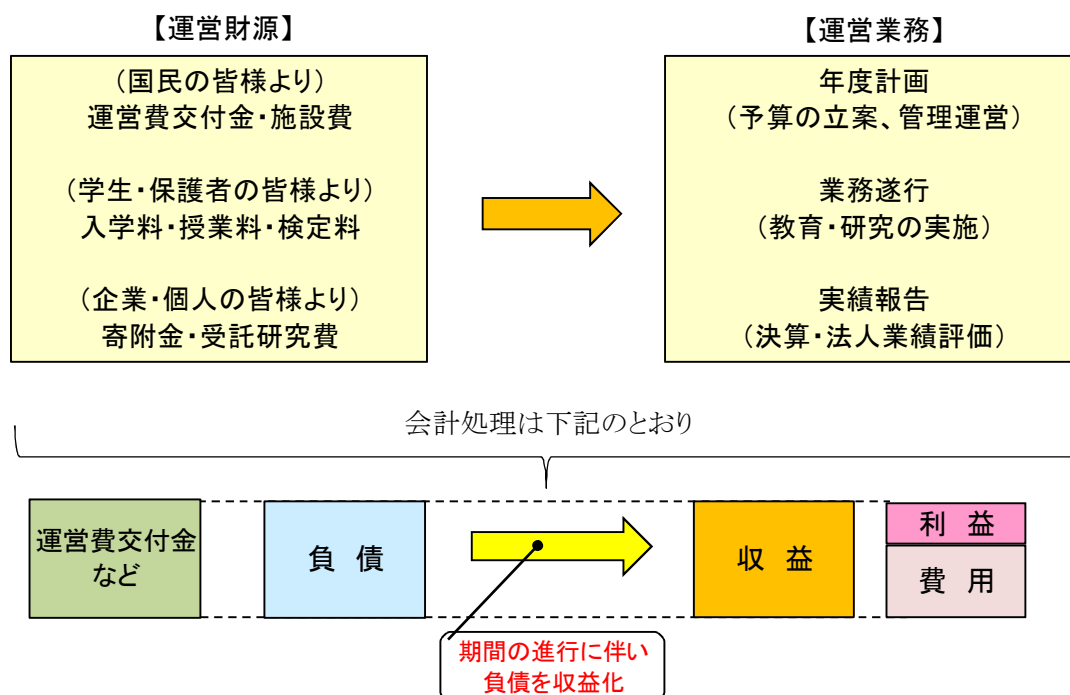 【運営財源】
(国民の皆様より)
運営費交付金・施設費
(学生・保護者の皆様より)
入学料・授業料・検定料
(企業・個人の皆様より)
寄附金・受託研究費
【運営業務】
年度計画
(予算の立案、管理運営)
業務遂行
(教育・研究の実施)
実績報告
(決算・法人業績評価)
会計処理は下記のとおり
運営費交付金
など
負 債
収 益
利 益
費 用
期間の進行に伴い
負債を収益化